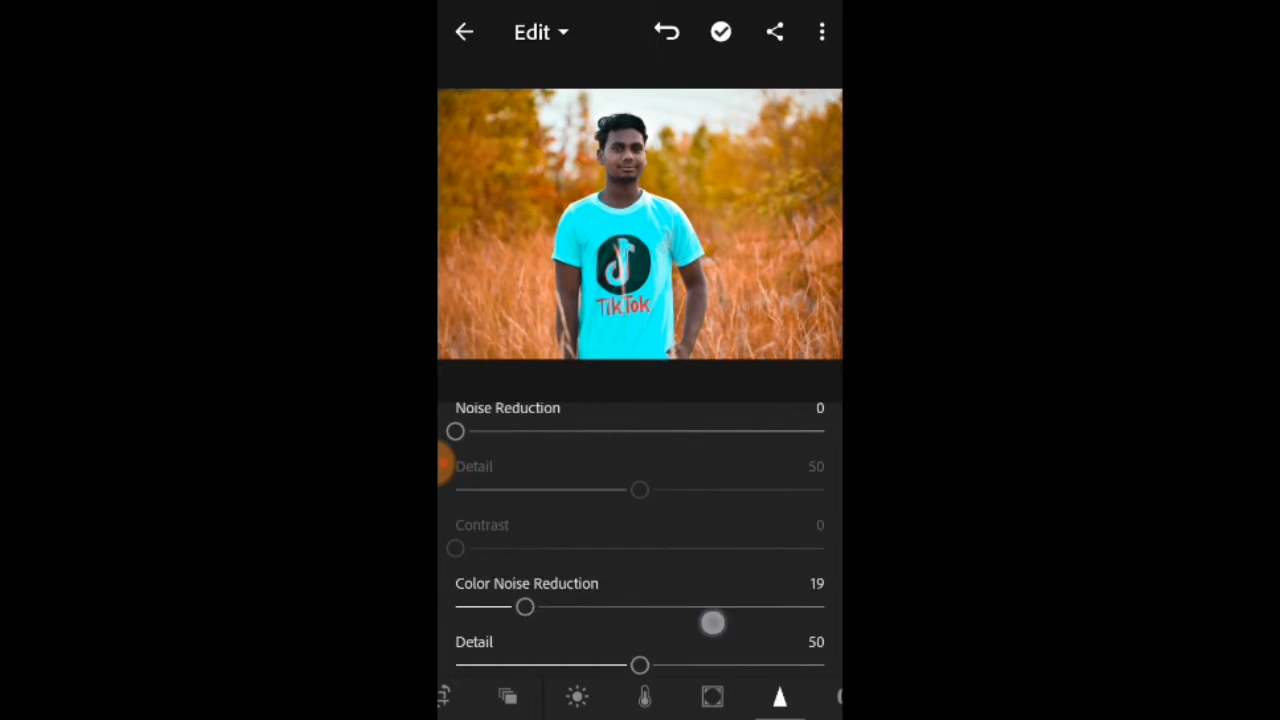 Edit
TikTok
Noise Reduction 0
Detail 50
Contrast 0
Color Noise Reduction 19
Detail 50